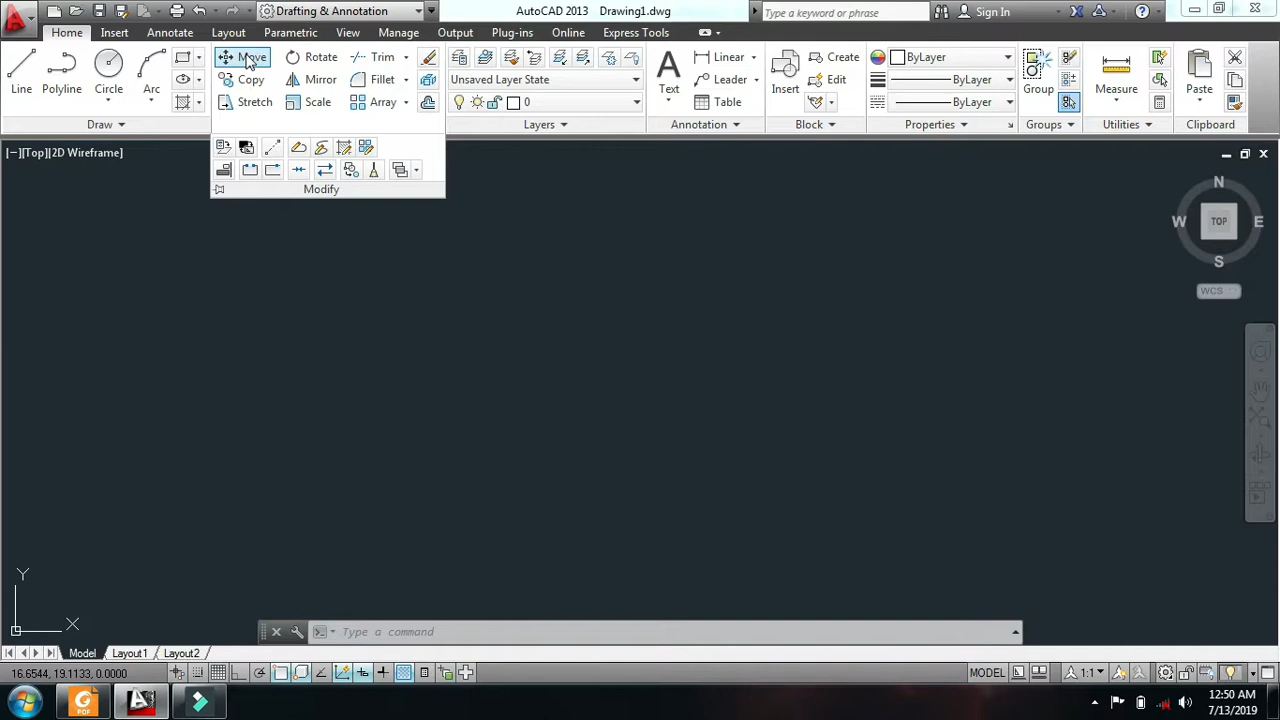 Drafting & Annotation
AutoCAD 2013 Drawing1.dwg
Type a keyword or phrase
Sign In
Home Insert Annotate Layout Parametric View Manage Output Plug-ins Online Express Tools
Line Polyline Circle Arc
Draw
Move Rotate Trim
Copy Mirror Fillet
Stretch Scale Array
Modify
Unsaved Layer State
0
Layers
Text
Linear
Leader
Table
Annotation
Insert
Create
Edit
Block
ByLayer
ByLayer
ByLayer
Properties
Group
Groups
Measure
Utilities
Paste
Clipboard
[−][Top][2D Wireframe]
N
W TOP E
S
WCS
Y
X
Type a command
Model Layout1 Layout2
16.6544, 19.1133, 0.0000
MODEL
1:1
PDF
12:50 AM
7/13/2019